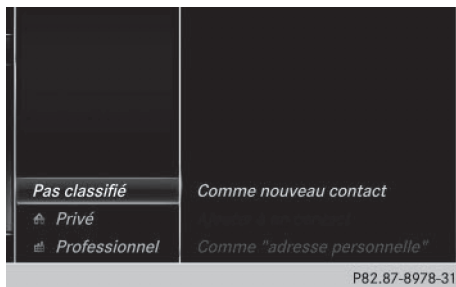 Pas classifié
Comme nouveau contact
Privé
Professionnel
Comme "adresse personnelle"
P82.87-8978-31